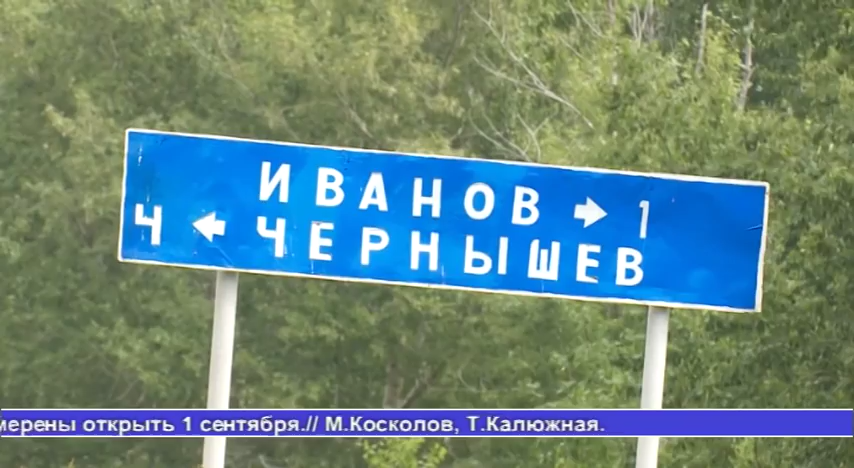 ИВАНОВ → 1
4 ← ЧЕРНЫШЕВ
мерены открыть 1 сентября.// М.Косколов, Т.Калюжная.